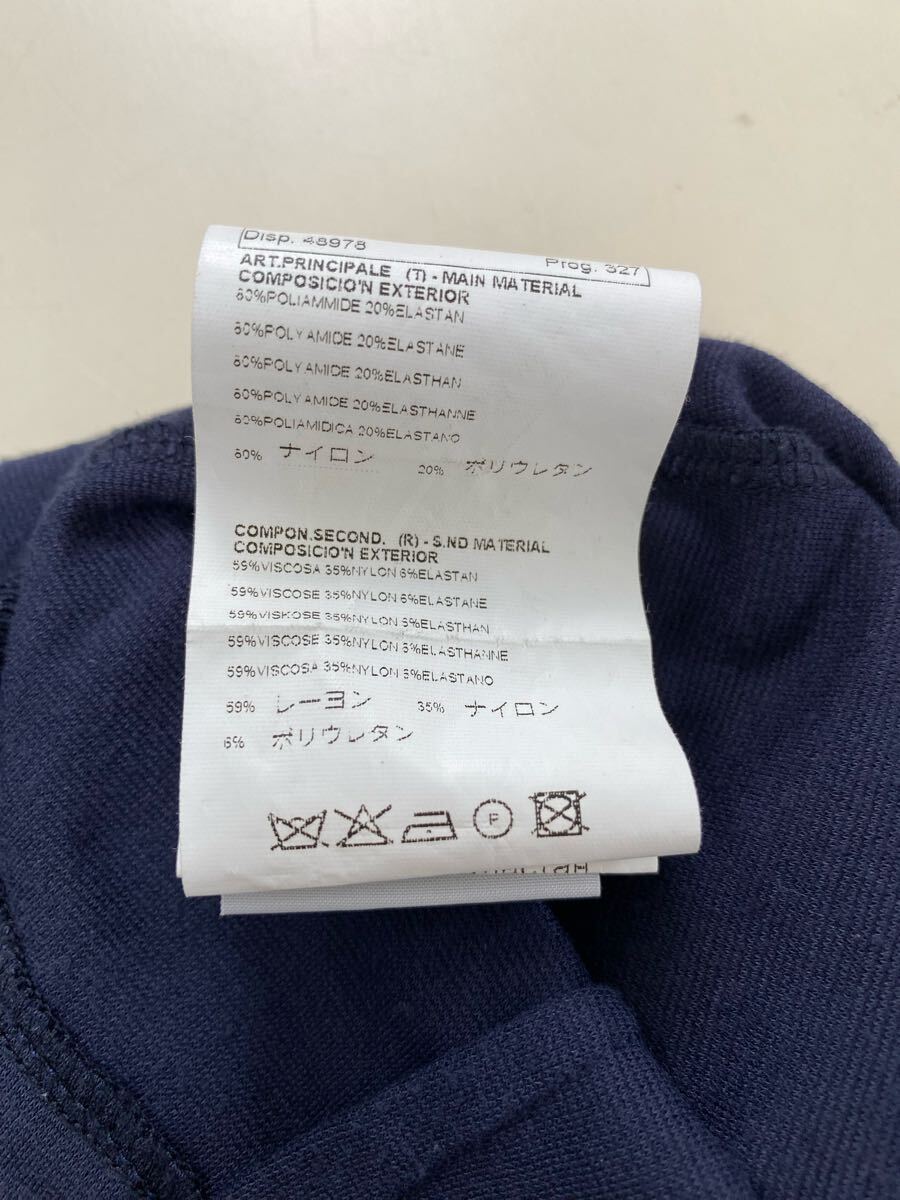 Disp. 48978 Prog. 327
ART.PRINCIPALE (T) - MAIN MATERIAL
COMPOSICIO'N EXTERIOR
80%POLIAMMIDE 20%ELASTAN
80%POLYAMIDE 20%ELASTANE
80%POLYAMIDE 20%ELASTHAN
80%POLYAMIDE 20%ELASTHANNE
80%POLIAMIDICA 20%ELASTANO
80% ナイロン 20% ポリウレタン
COMPON.SECOND. (R) - S.ND MATERIAL
COMPOSICIO'N EXTERIOR
59%VISCOSA 35%NYLON 6%ELASTAN
59%VISCOSE 35%NYLON 6%ELASTANE
59%VISKOSE 35%NYLON 6%ELASTHAN
59%VISCOSE 35%NYLON 6%ELASTHANNE
59%VISCOSA 35%NYLON 6%ELASTANO
59% レーヨン 35% ナイロン
6% ポリウレタン
P